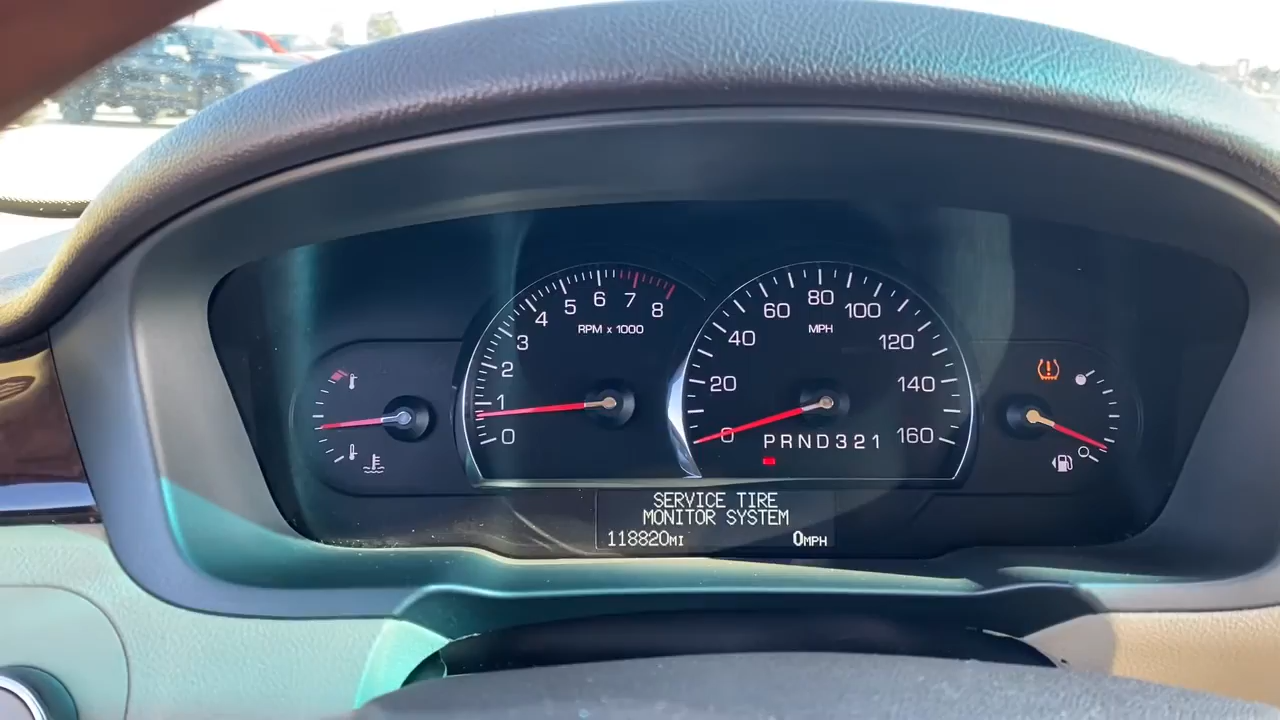 0 1 2 3 4 5 6 7 8
RPM x 1000
0 20 40 60 80 100 120 140 160
MPH
PRND321
SERVICE TIRE
MONITOR SYSTEM
118820MI 0MPH